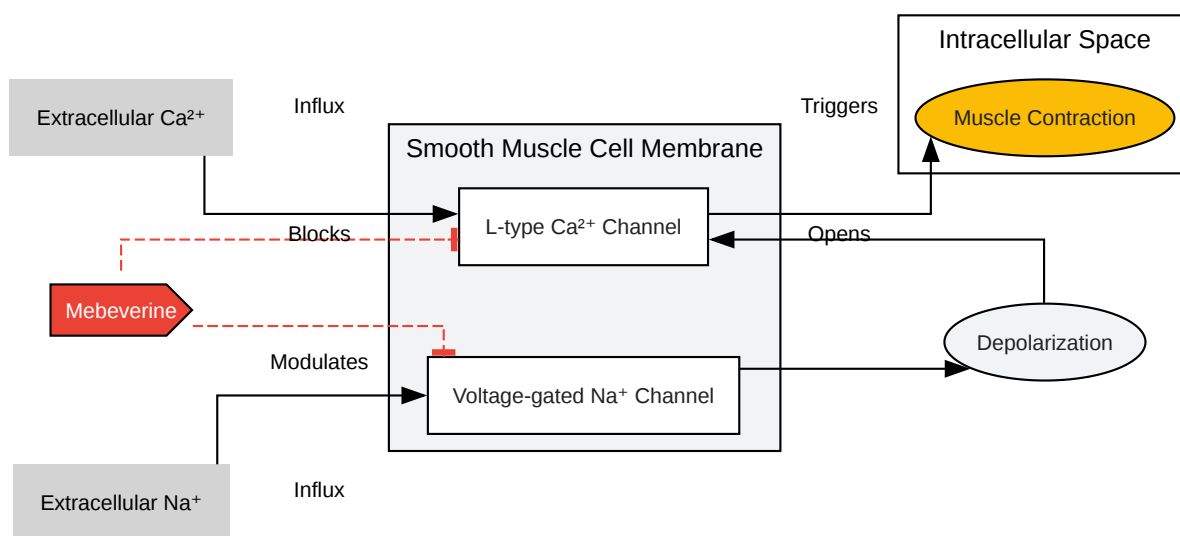 Intracellular Space
Extracellular Ca²⁺
Influx
Triggers
Muscle Contraction
Smooth Muscle Cell Membrane
L-type Ca²⁺ Channel
Blocks
Opens
Mebeverine
Depolarization
Modulates
Voltage-gated Na⁺ Channel
Extracellular Na⁺
Influx